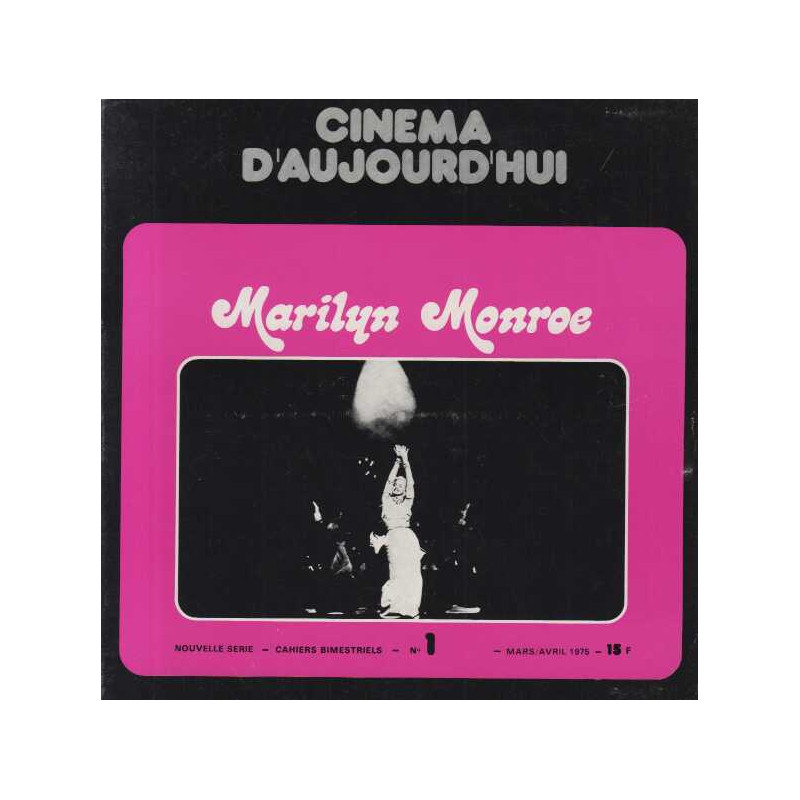 CINEMA
D'AUJOURD'HUI
Marilyn Monroe
NOUVELLE SERIE – CAHIERS BIMESTRIELS – N° 1 – MARS/AVRIL 1975 – 15 F